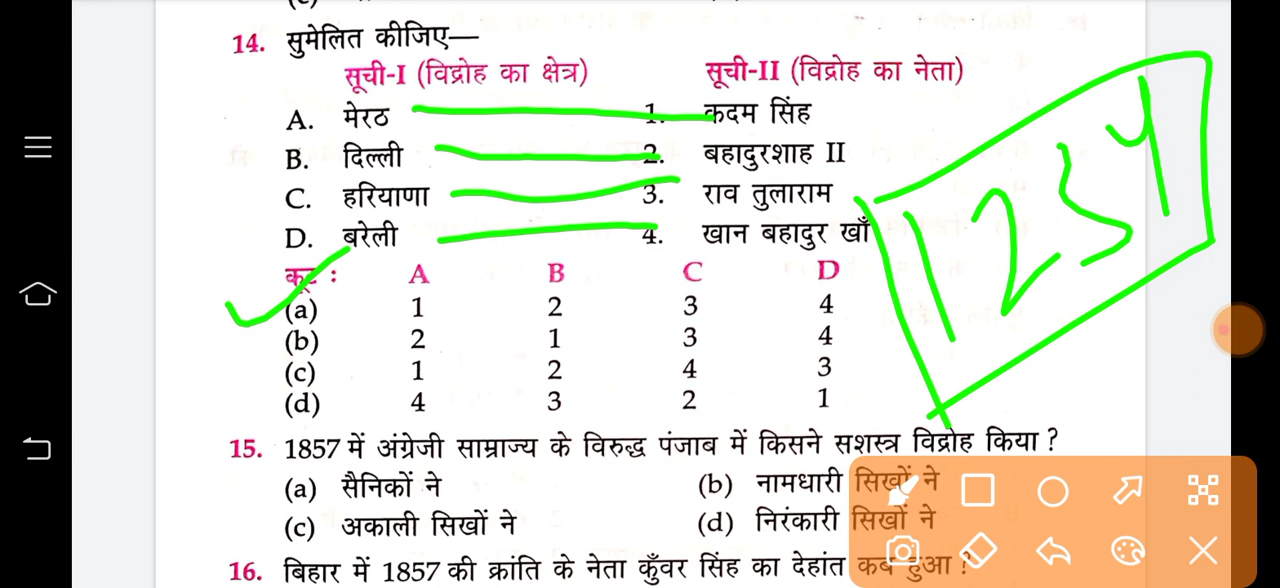 14. सुमेलित कीजिए—
सूची-I (विद्रोह का क्षेत्र) सूची-II (विद्रोह का नेता)
A. मेरठ 1. कदम सिंह
B. दिल्ली 2. बहादुरशाह II
C. हरियाणा 3. राव तुलाराम
D. बरेली 4. खान बहादुर खाँ
1234
कूट : A B C D
(a) 1 2 3 4
(b) 2 1 3 4
(c) 1 2 4 3
(d) 4 3 2 1
15. 1857 में अंग्रेजी साम्राज्य के विरुद्ध पंजाब में किसने सशस्त्र विद्रोह किया ?
(a) सैनिकों ने (b) नामधारी सिखों ने
(c) अकाली सिखों ने (d) निरंकारी सिखों ने
16. बिहार में 1857 की क्रांति के नेता कुँवर सिंह का देहांत कब हुआ ?